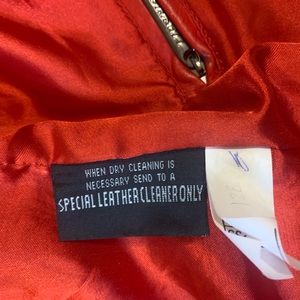 WHEN DRY CLEANING IS
NECESSARY SEND TO A
SPECIAL LEATHER CLEANER ONLY